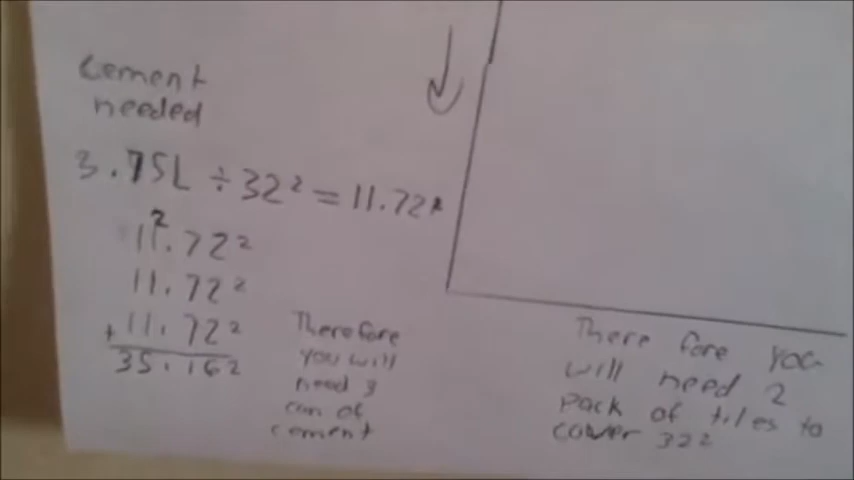 cement
needed
3.75L ÷ 32² = 11.72²
11.72²
11.72²
+ 11.72²
35.16²
Therefore
you will
need 3
can of
cement
There fore you
will need 2
pack of tiles to
cover 32²